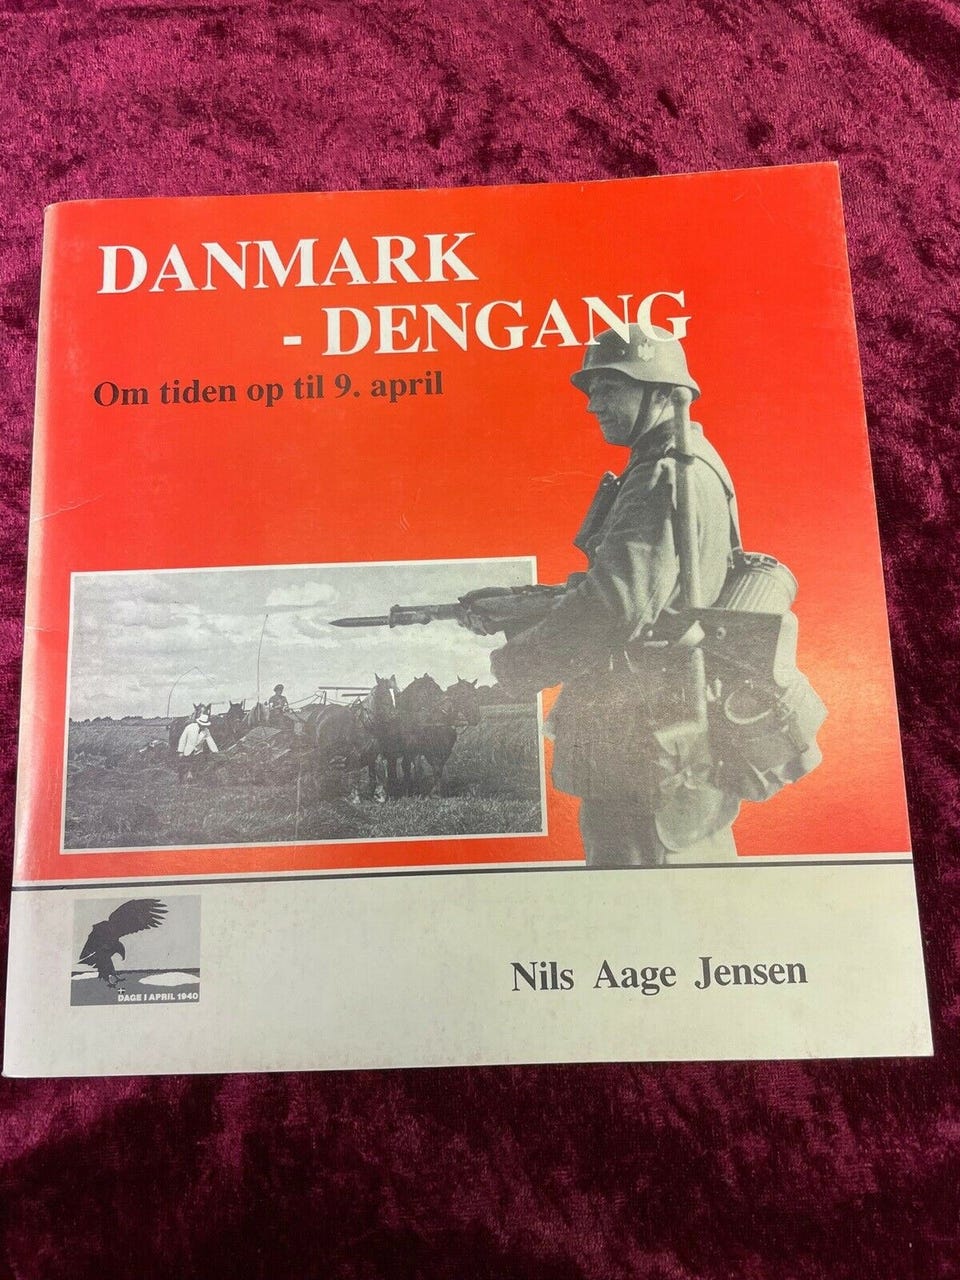 DANMARK
- DENGANG
Om tiden op til 9. april
DAGE I APRIL 1940
Nils Aage Jensen